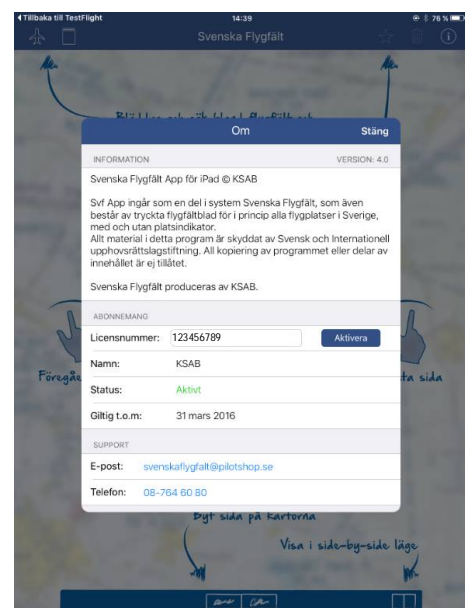 Tillbaka till TestFlight 14:39 76 %
Svenska Flygfält
Om Stäng
INFORMATION VERSION: 4.0
Svenska Flygfält App för iPad © KSAB
Svf App ingår som en del i system Svenska Flygfält, som även
består av tryckta flygfältblad för i princip alla flygplatser i Sverige,
med och utan platsindikator.
Allt material i detta program är skyddat av Svensk och Internationell
upphovsrättslagstiftning. All kopiering av programmet eller delar av
innehållet är ej tillåtet.
Svenska Flygfält produceras av KSAB.
ABONNEMANG
Licensnummer: 123456789 Aktivera
Namn: KSAB
Status: Aktivt
Giltig t.o.m: 31 mars 2016
SUPPORT
E-post: svenskaflygfalt@pilotshop.se
Telefon: 08-764 60 80
Byt sida på kartorna
Visa i side-by-side läge